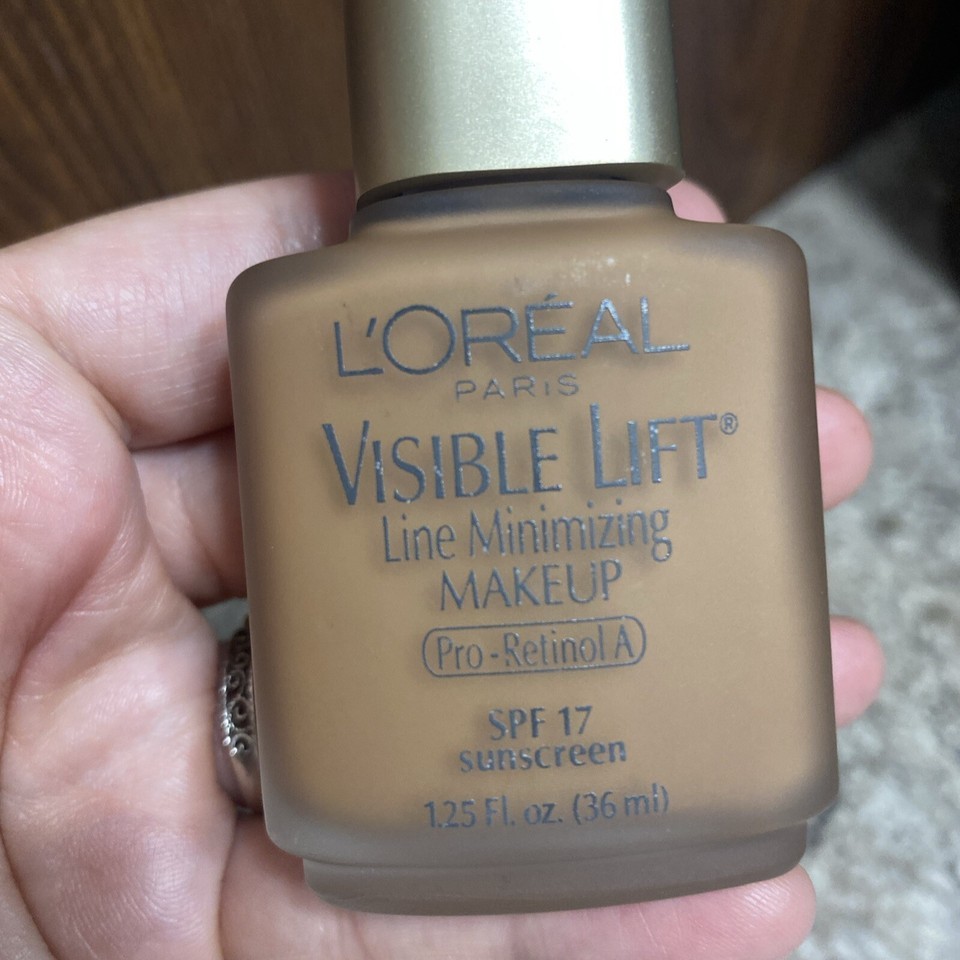 L'ORÉAL
PARIS
VISIBLE LIFT®
Line Minimizing
MAKEUP
Pro-Retinol A
SPF 17
sunscreen
1.25 Fl. oz. (36 ml)